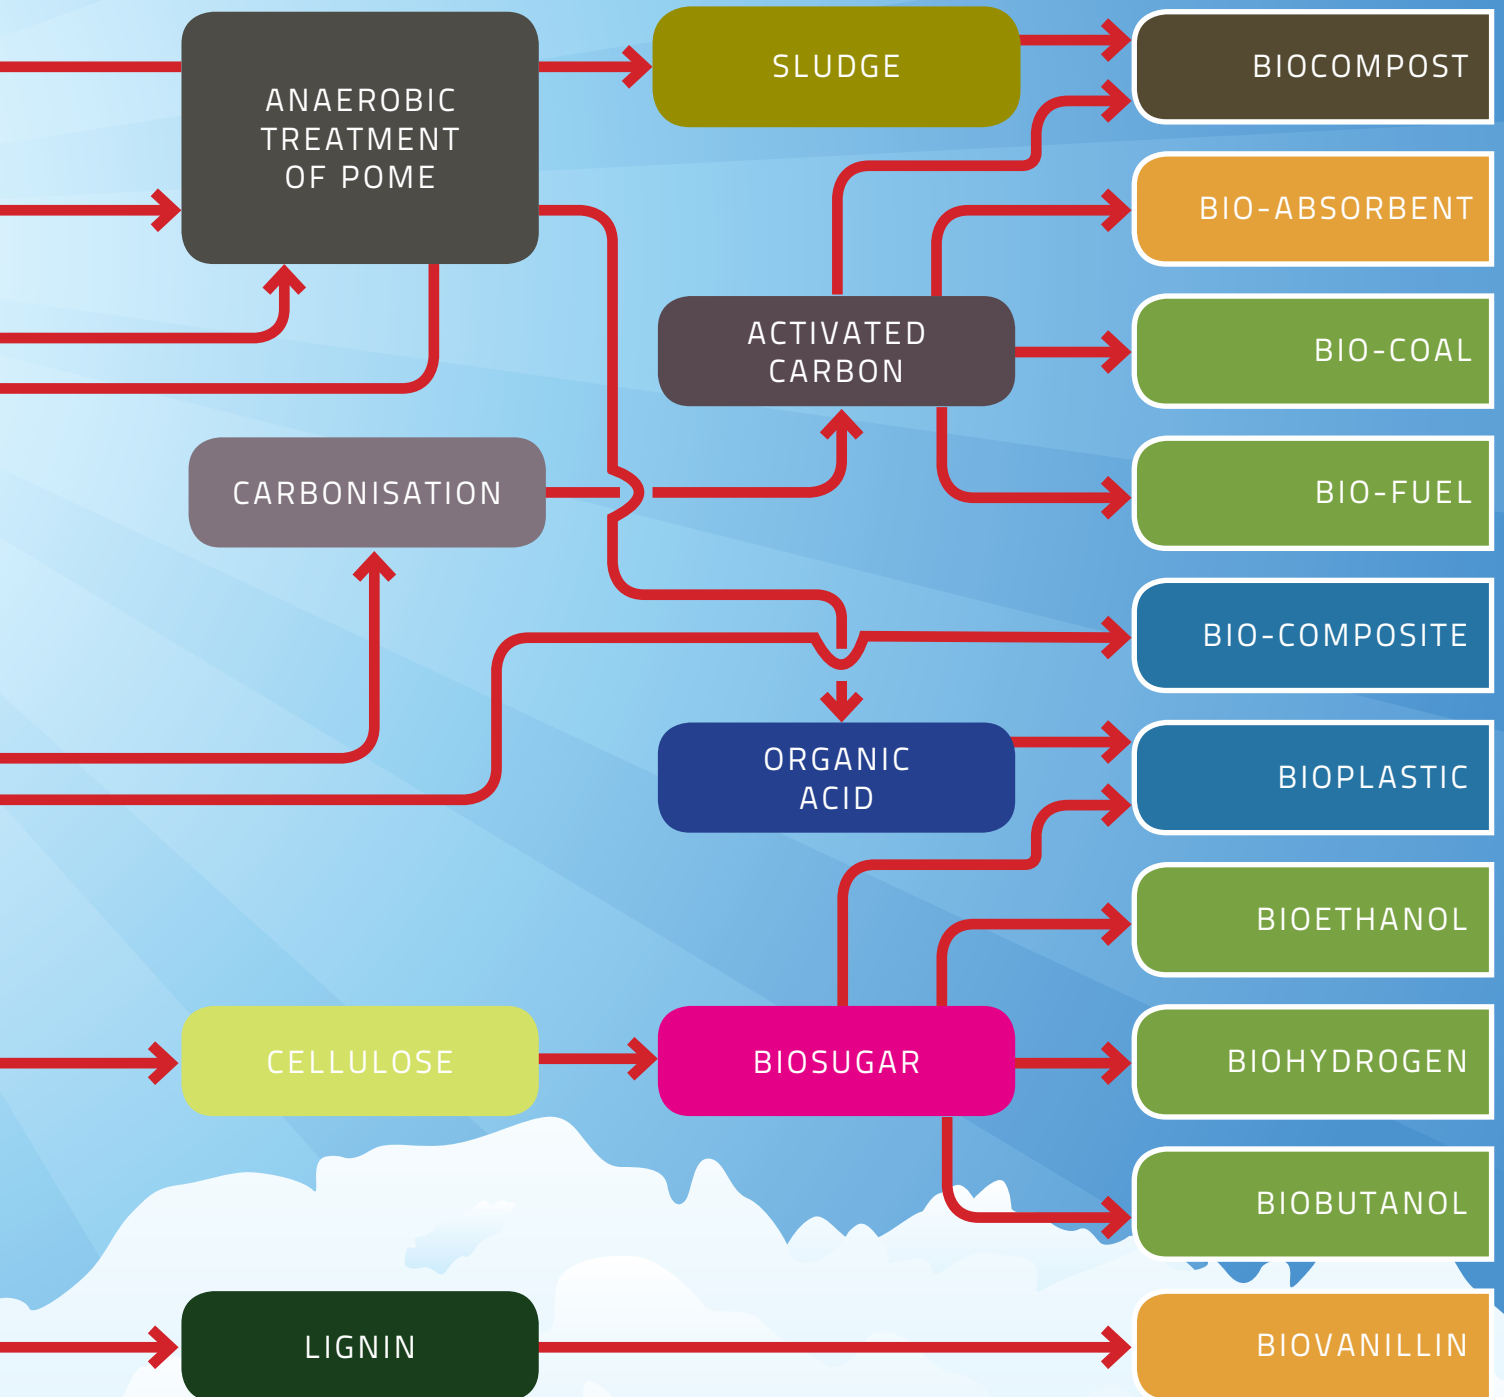 ANAEROBIC
TREATMENT
OF POME
SLUDGE
BIOCOMPOST
BIO-ABSORBENT
ACTIVATED
CARBON
BIO-COAL
CARBONISATION
BIO-FUEL
BIO-COMPOSITE
ORGANIC
ACID
BIOPLASTIC
BIOETHANOL
CELLULOSE
BIOSUGAR
BIOHYDROGEN
BIOBUTANOL
LIGNIN
BIOVANILLIN